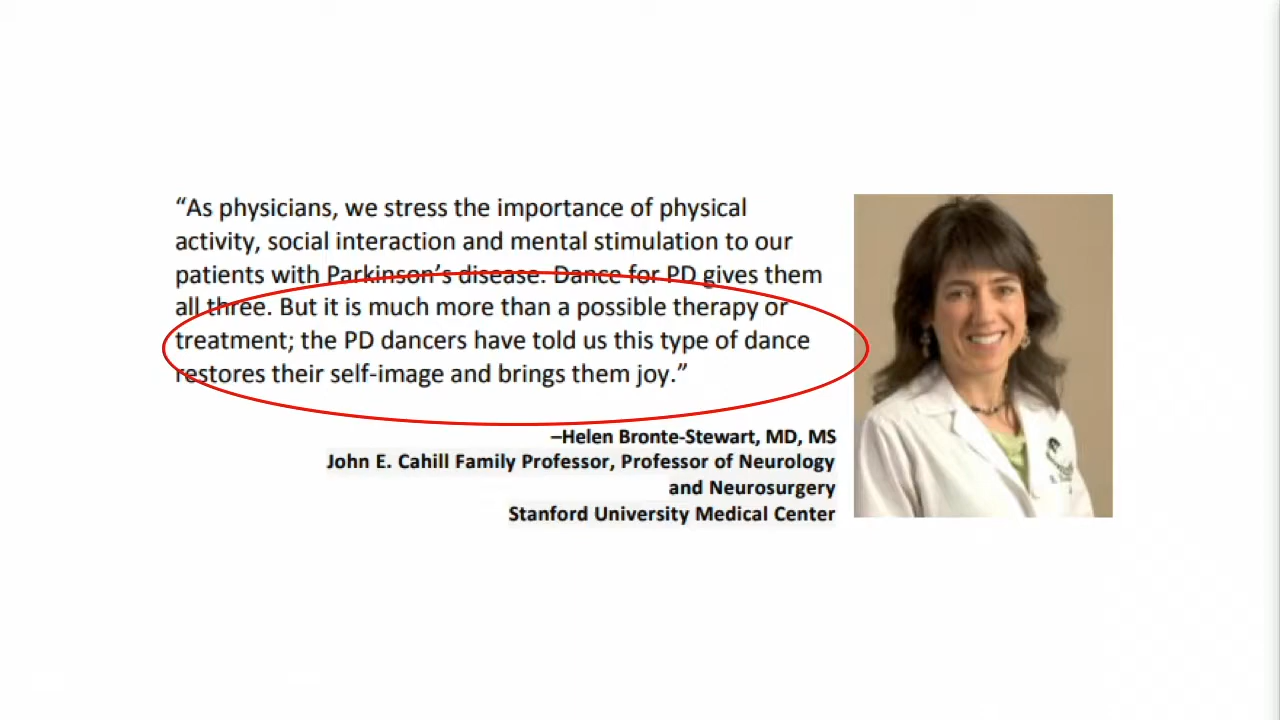 “As physicians, we stress the importance of physical
activity, social interaction and mental stimulation to our
patients with Parkinson’s disease. Dance for PD gives them
all three. But it is much more than a possible therapy or
treatment; the PD dancers have told us this type of dance
restores their self-image and brings them joy.”
–Helen Bronte-Stewart, MD, MS
John E. Cahill Family Professor, Professor of Neurology
and Neurosurgery
Stanford University Medical Center